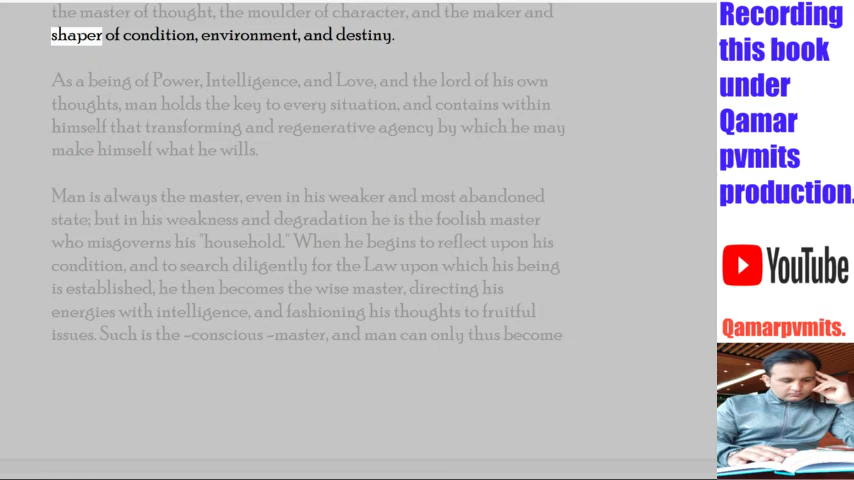 the master of thought, the moulder of character, and the maker and
shaper of condition, environment, and destiny.
As a being of Power, Intelligence, and Love, and the lord of his own
thoughts, man holds the key to every situation, and contains within
himself that transforming and regenerative agency by which he may
make himself what he wills.
Man is always the master, even in his weaker and most abandoned
state; but in his weakness and degradation he is the foolish master
who misgoverns his "household." When he begins to reflect upon his
condition, and to search diligently for the Law upon which his being
is established, he then becomes the wise master, directing his
energies with intelligence, and fashioning his thoughts to fruitful
issues. Such is the –conscious –master, and man can only thus become
Recording
this book
under
Qamar
pvmits
production.
YouTube
Qamarpvmits.